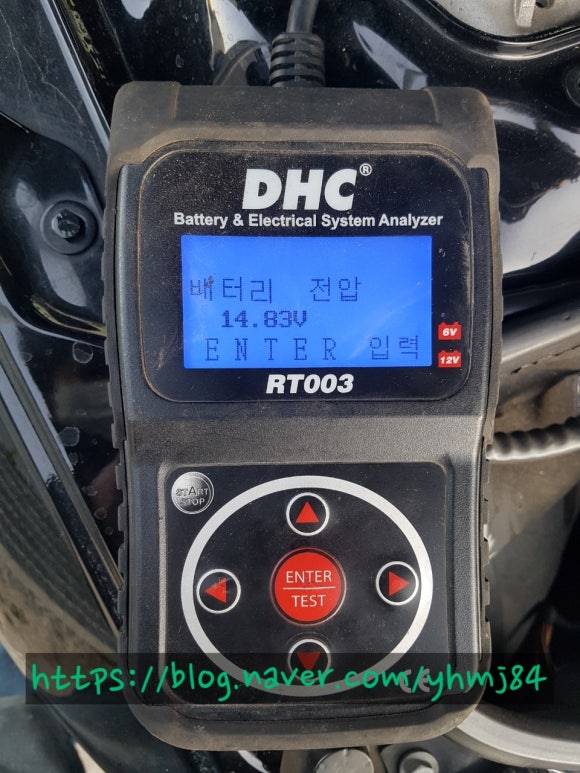 DHC®
Battery & Electrical System Analyzer
배터리 전압
14.83V
ENTER 입력
6V
12V
RT003
START
STOP
ENTER
TEST
https://blog.naver.com/yhmj84
CE